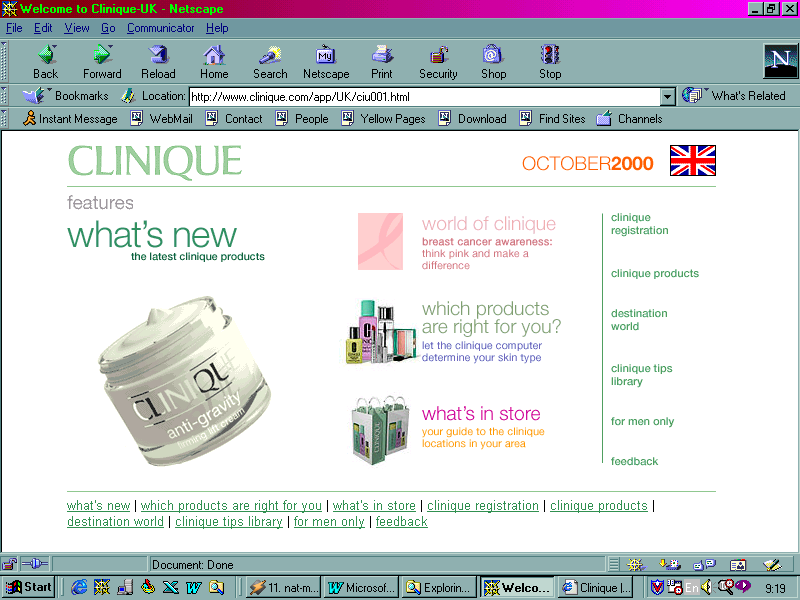 Welcome to Clinique-UK - Netscape
File Edit View Go Communicator Help
Back Forward Reload Home Search Netscape Print Security Shop Stop
Bookmarks Location: http://www.clinique.com/app/UK/ciu001.html What's Related
Instant Message WebMail Contact People Yellow Pages Download Find Sites Channels
CLINIQUE
OCTOBER2000
features
what's new
the latest clinique products
CLINIQUE
anti-gravity
firming lift cream
world of clinique
breast cancer awareness:
think pink and make a
difference
which products
are right for you?
let the clinique computer
determine your skin type
what's in store
your guide to the clinique
locations in your area
clinique
registration
clinique products
destination
world
clinique tips
library
for men only
feedback
what's new | which products are right for you | what's in store | clinique registration | clinique products |
destination world | clinique tips library | for men only | feedback
Document: Done
Start 11. nat-m... Microsof... Explorin... Welco... Clinique |... En 9:19